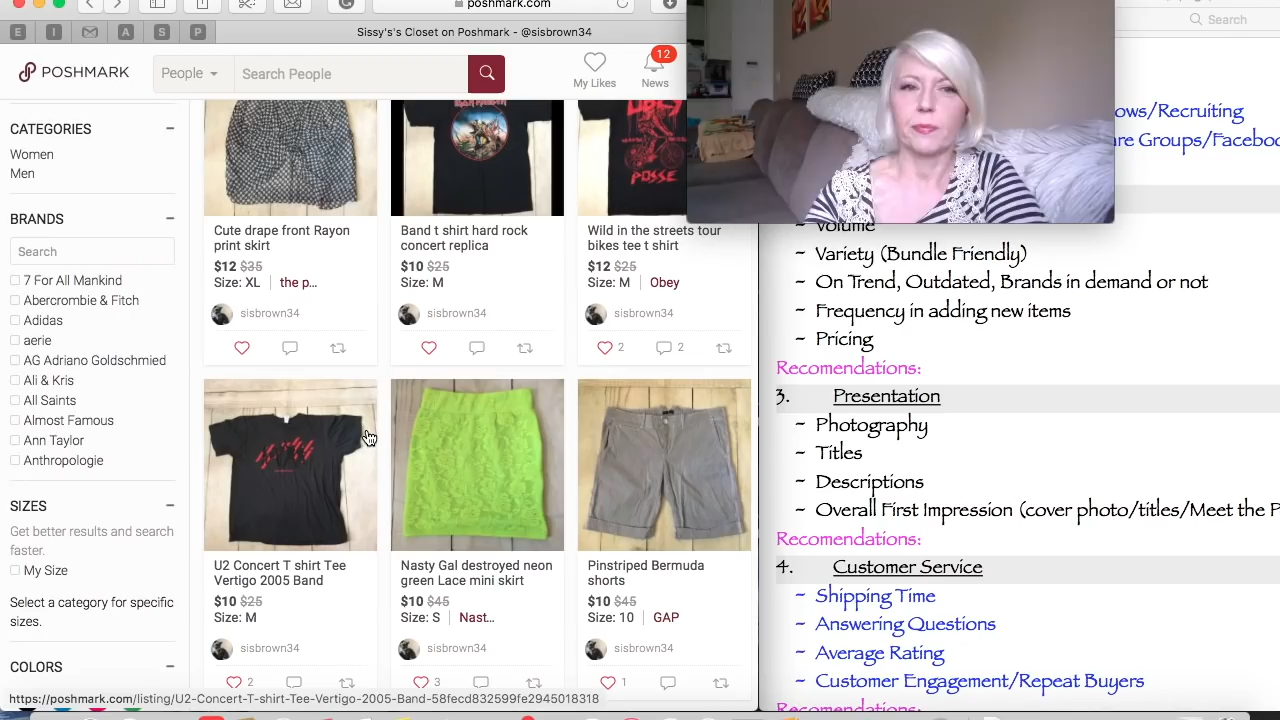 poshmark.com
Search
E I A S P
Sissy's's Closet on Poshmark - @sisbrown34
POSHMARK
People
Search People
My Likes
12
News
CATEGORIES
Women
Men
BRANDS
Search
7 For All Mankind
Abercrombie & Fitch
Adidas
aerie
AG Adriano Goldschmied
Ali & Kris
All Saints
Almost Famous
Ann Taylor
Anthropologie
SIZES
Get better results and search
faster.
My Size
Select a category for specific
sizes.
COLORS
POSSE
Cute drape front Rayon
print skirt
$12 $35
Size: XL | the p...
sisbrown34
Band t shirt hard rock
concert replica
$10 $25
Size: M
sisbrown34
Wild in the streets tour
bikes tee t shirt
$12 $25
Size: M | Obey
sisbrown34
2
2
U2 Concert T shirt Tee
Vertigo 2005 Band
$10 $25
Size: M
sisbrown34
2
Nasty Gal destroyed neon
green Lace mini skirt
$10 $45
Size: S | Nast...
sisbrown34
3
Pinstriped Bermuda
shorts
$10 $45
Size: 10 | GAP
sisbrown34
1
https://poshmark.com/listing/U2-Concert-T-shirt-Tee-Vertigo-2005-Band-58fecd832599fe2945018318
ows/Recruiting
re Groups/Faceboo
~ Volume
~ Variety (Bundle Friendly)
~ On Trend, Outdated, Brands in demand or not
~ Frequency in adding new items
~ Pricing
Recomendations:
3. Presentation
~ Photography
~ Titles
~ Descriptions
~ Overall First Impression (cover photo/titles/Meet the P
Recomendations:
4. Customer Service
~ Shipping Time
~ Answering Questions
~ Average Rating
~ Customer Engagement/Repeat Buyers
Recomendations: